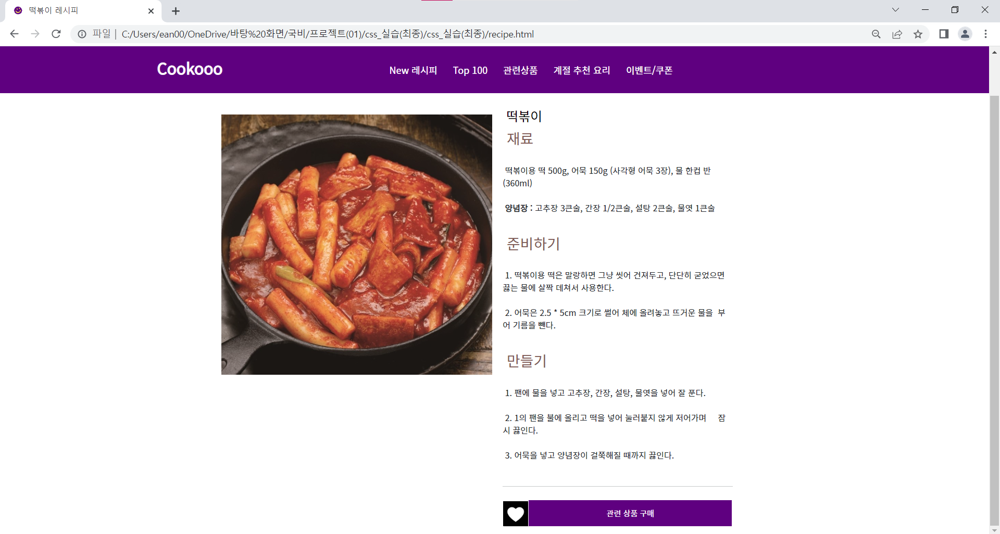 떡볶이 레시피
파일 | C:/Users/ean00/OneDrive/바탕%20화면/국비/프로젝트(01)/css_실습(최종)/css_실습(최종)/recipe.html
Cookooo
New 레시피 Top 100 관련상품 계절 추천 요리 이벤트/쿠폰
떡볶이
재료
떡볶이용 떡 500g, 어묵 150g (사각형 어묵 3장), 물 한컵 반
(360ml)
양념장 : 고추장 3큰술, 간장 1/2큰술, 설탕 2큰술, 물엿 1큰술
준비하기
1. 떡볶이용 떡은 말랑하면 그냥 씻어 건져두고, 단단히 굳었으면
끓는 물에 살짝 데쳐서 사용한다.
2. 어묵은 2.5 * 5cm 크기로 썰어 체에 올려놓고 뜨거운 물을 부
어 기름을 뺀다.
만들기
1. 팬에 물을 넣고 고추장, 간장, 설탕, 물엿을 넣어 잘 푼다.
2. 1의 팬을 불에 올리고 떡을 넣어 눌러붙지 않게 저어가며 잠
시 끓인다.
3. 어묵을 넣고 양념장이 걸쭉해질 때까지 끓인다.
관련 상품 구매